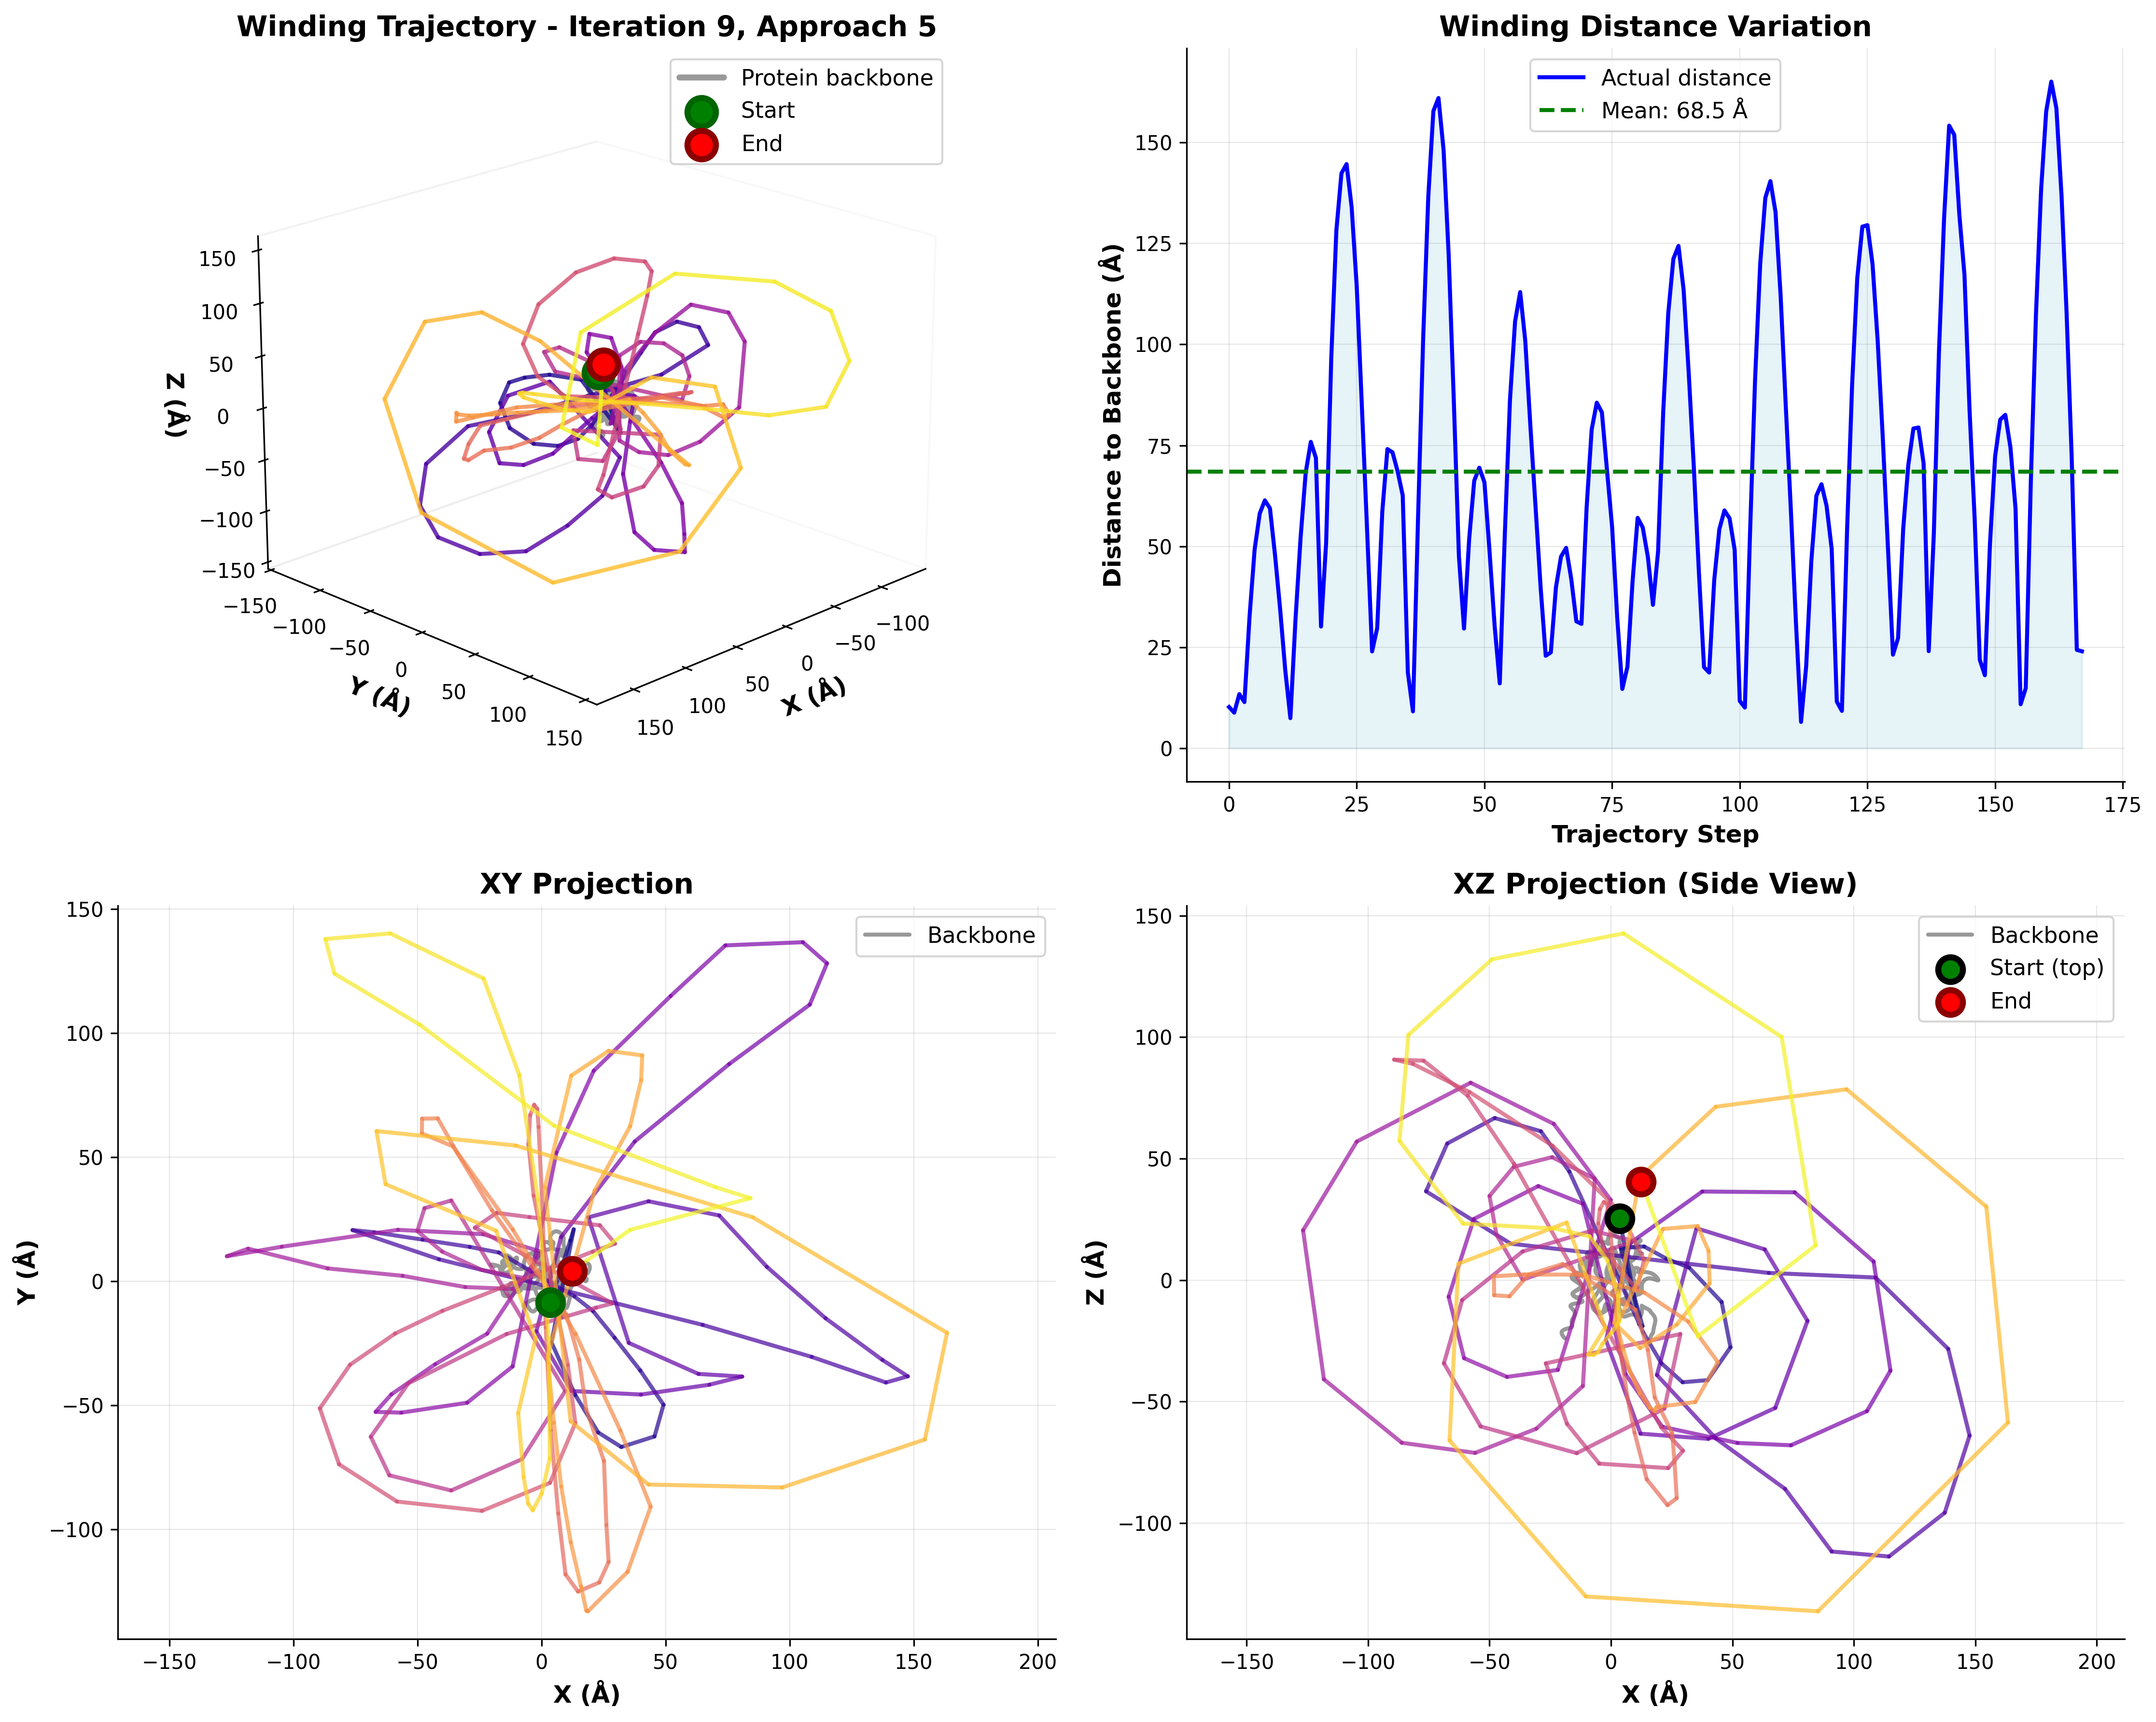 Winding Trajectory - Iteration 9, Approach 5
Protein backbone
Start
End
150
100
50
0
−50
−100
−150
Z (Å)
−150
−100
−50
0
50
100
150
Y (Å)
150
100
50
0
−50
−100
X (Å)
Winding Distance Variation
Actual distance
Mean: 68.5 Å
150
125
100
75
50
25
0
Distance to Backbone (Å)
0 25 50 75 100 125 150 175
Trajectory Step
XY Projection
Backbone
150
100
50
0
−50
−100
Y (Å)
−150 −100 −50 0 50 100 150 200
X (Å)
XZ Projection (Side View)
Backbone
Start (top)
End
150
100
50
0
−50
−100
Z (Å)
−150 −100 −50 0 50 100 150 200
X (Å)